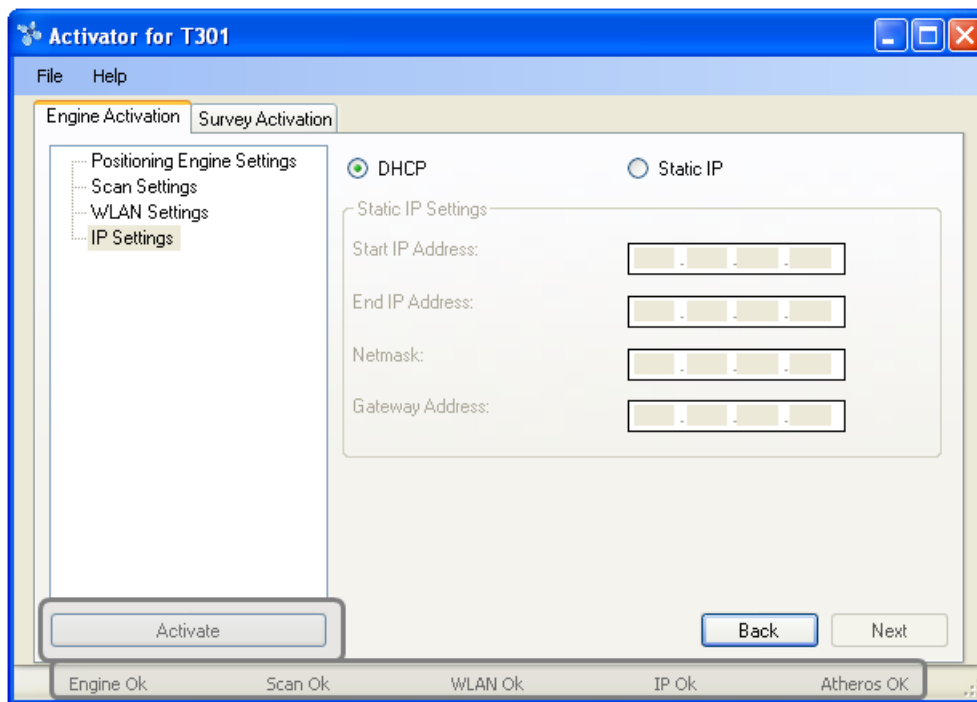 Activator for T301
File Help
Engine Activation Survey Activation
Positioning Engine Settings
Scan Settings
WLAN Settings
IP Settings
DHCP Static IP
Static IP Settings
Start IP Address:
End IP Address:
Netmask:
Gateway Address:
Activate Back Next
Engine Ok Scan Ok WLAN Ok IP Ok Atheros OK